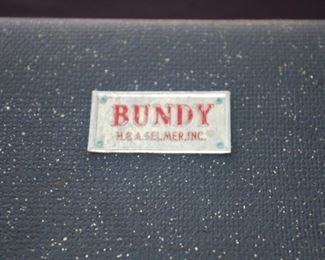 BUNDY
H. & A. SELMER, INC.